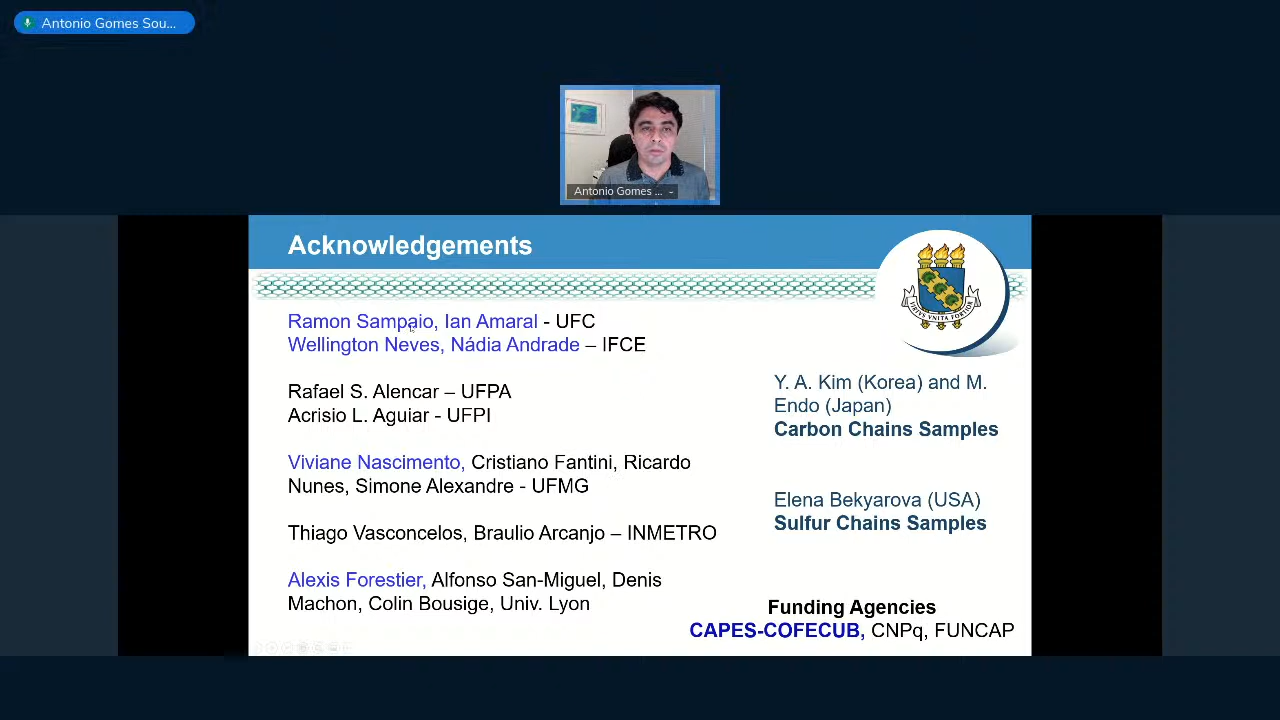 Antonio Gomes Sou...
Antonio Gomes ...
Acknowledgements
VIRTVS VNITA FORTIOR
Ramon Sampaio, Ian Amaral - UFC
Wellington Neves, Nádia Andrade – IFCE
Rafael S. Alencar – UFPA
Acrisio L. Aguiar - UFPI
Viviane Nascimento, Cristiano Fantini, Ricardo
Nunes, Simone Alexandre - UFMG
Thiago Vasconcelos, Braulio Arcanjo – INMETRO
Alexis Forestier, Alfonso San-Miguel, Denis
Machon, Colin Bousige, Univ. Lyon
Y. A. Kim (Korea) and M.
Endo (Japan)
Carbon Chains Samples
Elena Bekyarova (USA)
Sulfur Chains Samples
Funding Agencies
CAPES-COFECUB, CNPq, FUNCAP